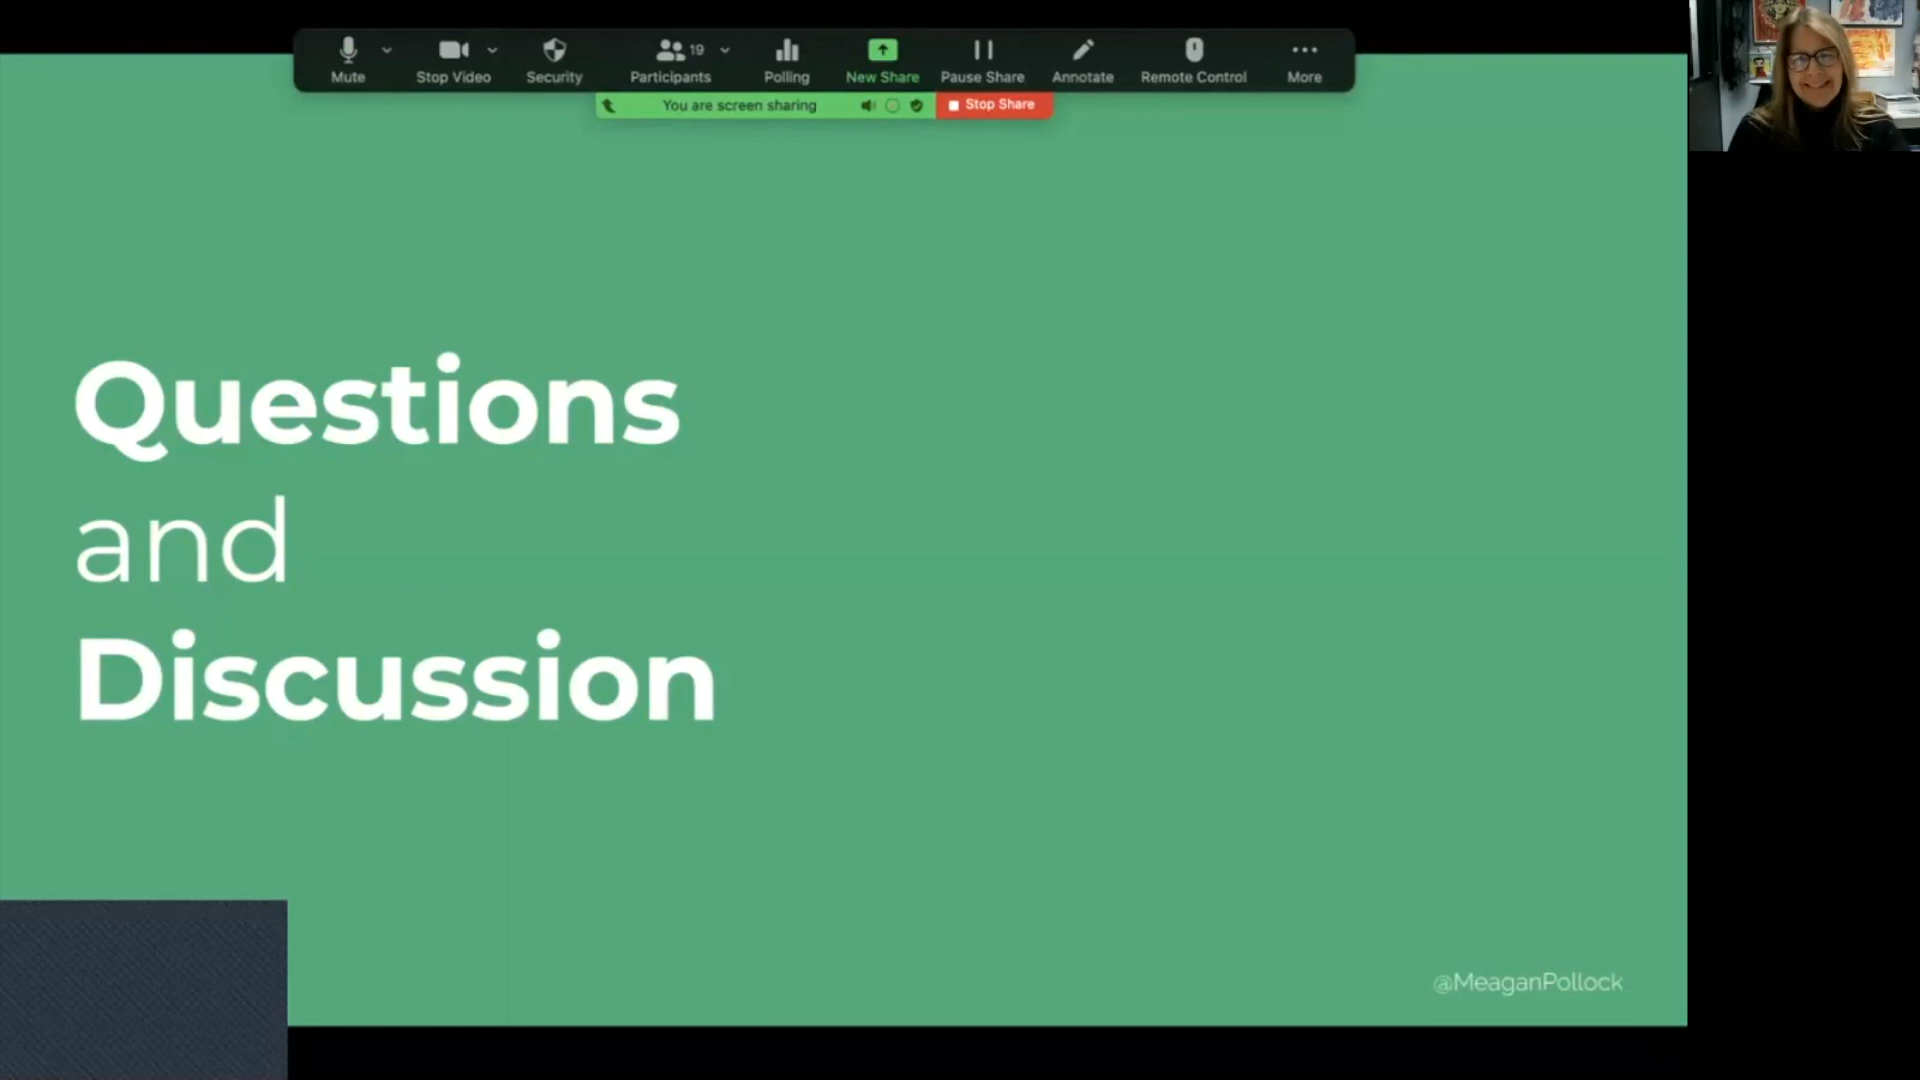 Mute
Stop Video
Security
19
Participants
Polling
New Share
Pause Share
Annotate
Remote Control
More
You are screen sharing
Stop Share
Questions
and
Discussion
@MeaganPollock